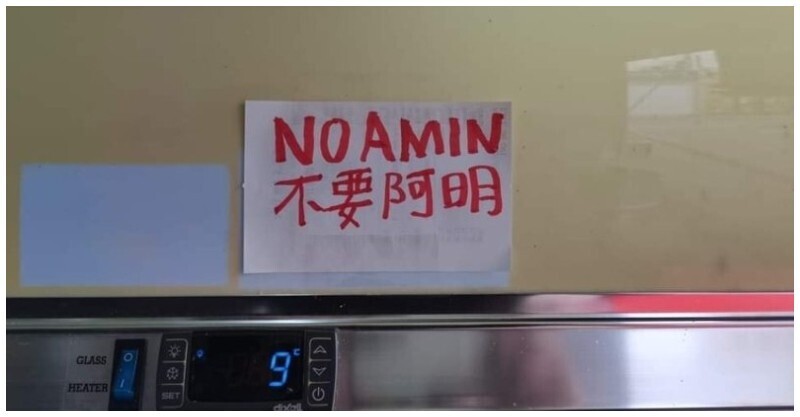 NO AMIN
不要阿明
GLASS
HEATER
9°C
SET